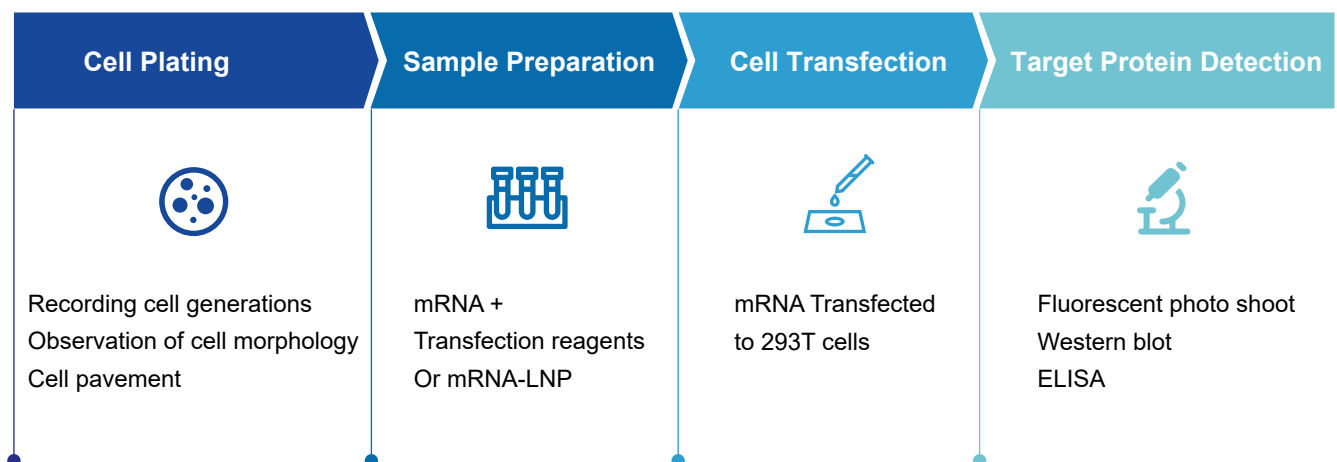 Cell Plating
Sample Preparation
Cell Transfection
Target Protein Detection
Recording cell generations
Observation of cell morphology
Cell pavement
mRNA +
Transfection reagents
Or mRNA-LNP
mRNA Transfected
to 293T cells
Fluorescent photo shoot
Western blot
ELISA